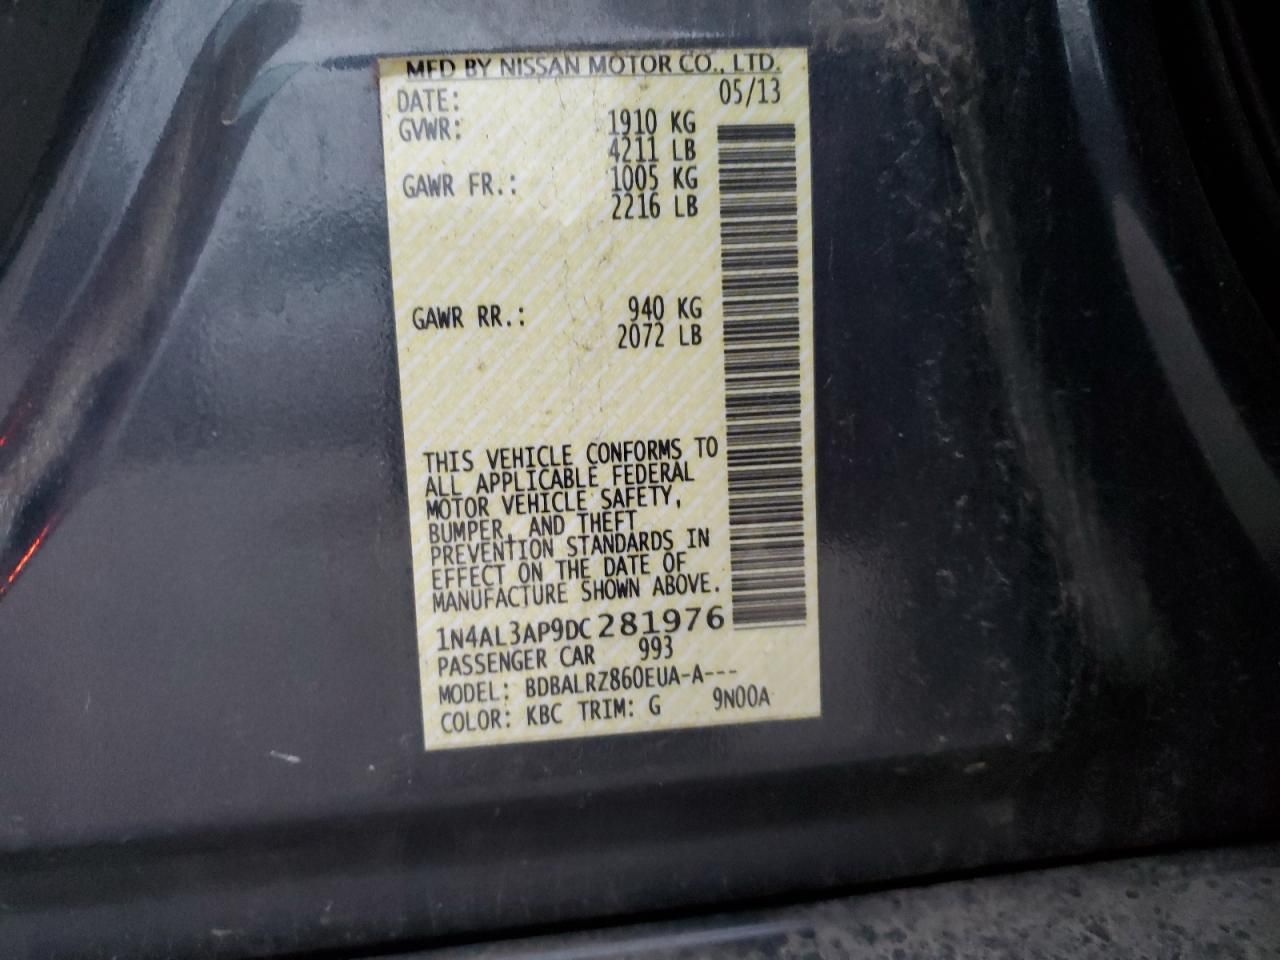 MFD BY NISSAN MOTOR CO., LTD.
DATE: 05/13
GVWR: 1910 KG
4211 LB
GAWR FR.: 1005 KG
2216 LB
GAWR RR.: 940 KG
2072 LB
THIS VEHICLE CONFORMS TO
ALL APPLICABLE FEDERAL
MOTOR VEHICLE SAFETY,
BUMPER, AND THEFT
PREVENTION STANDARDS IN
EFFECT ON THE DATE OF
MANUFACTURE SHOWN ABOVE.
1N4AL3AP9DC281976
PASSENGER CAR 993
MODEL: BDBALRZ860EUA-A---
COLOR: KBC TRIM: G 9N00A